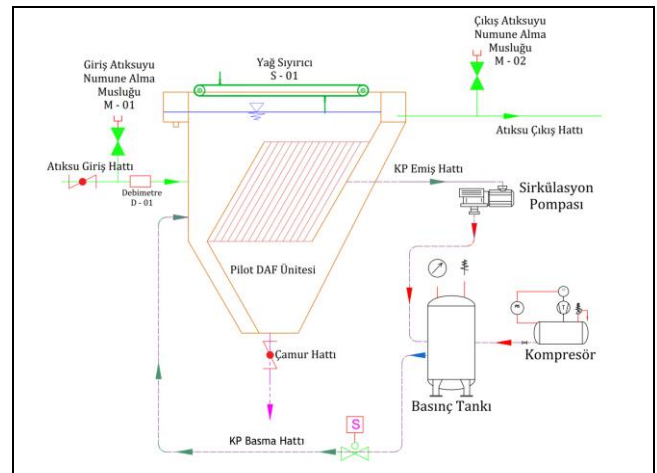 Giriş Atıksuyu
Numune Alma
Musluğu
M - 01
Yağ Sıyırıcı
S - 01
Çıkış Atıksuyu
Numune Alma
Musluğu
M - 02
Atıksu Giriş Hattı
Debimetre
D - 01
Atıksu Çıkış Hattı
KP Emiş Hattı
Sirkülasyon
Pompası
Pilot DAF Ünitesi
Çamur Hattı
Kompresör
Basınç Tankı
KP Basma Hattı
S